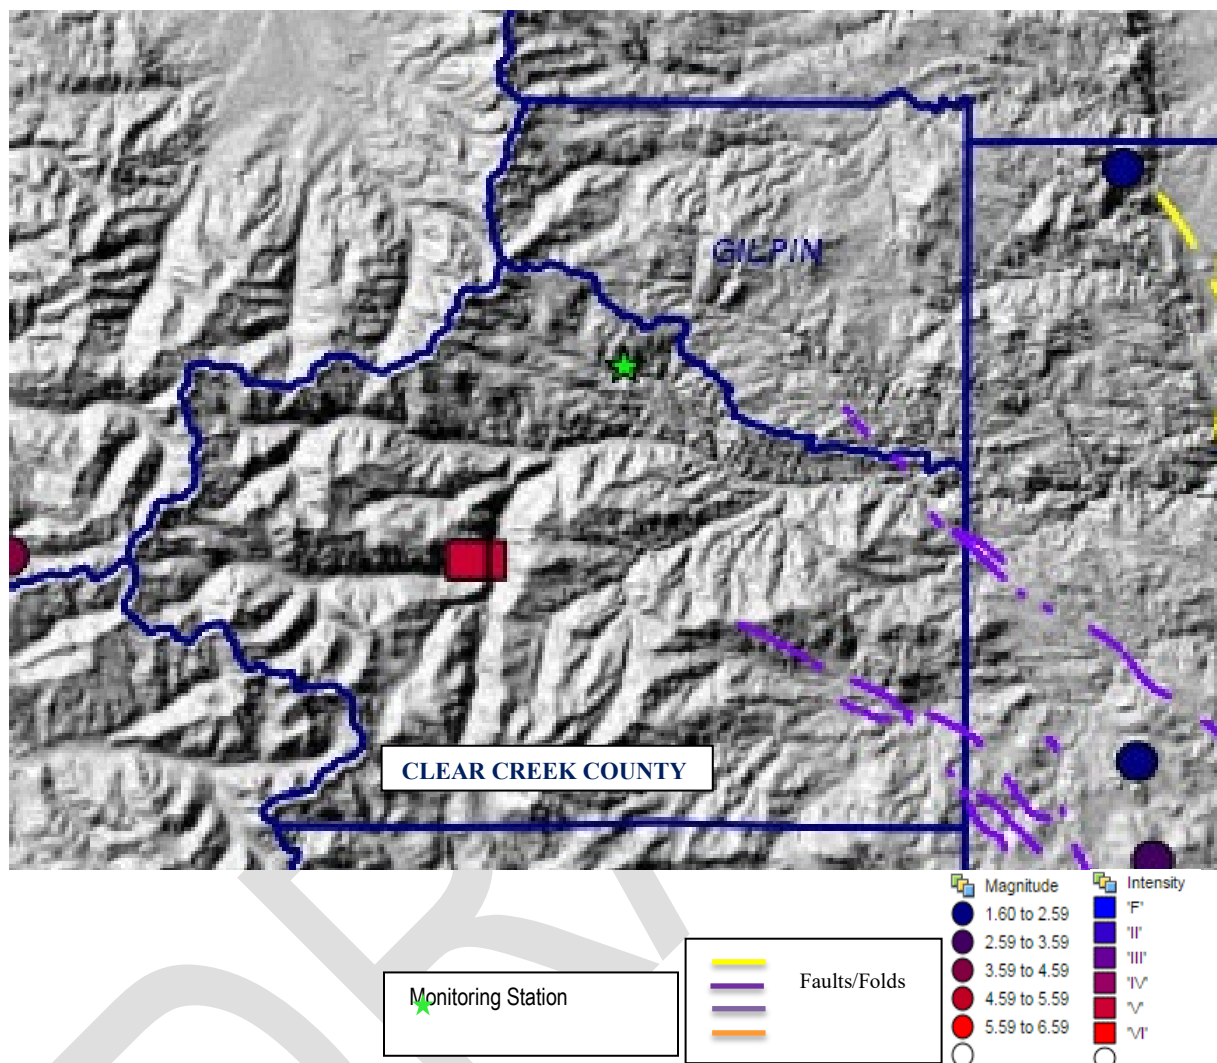 GILPIN
CLEAR CREEK COUNTY
Monitoring Station
Faults/Folds
Magnitude
1.60 to 2.59
2.59 to 3.59
3.59 to 4.59
4.59 to 5.59
5.59 to 6.59
Intensity
'F'
'II'
'III'
'IV'
'V'
'VI'